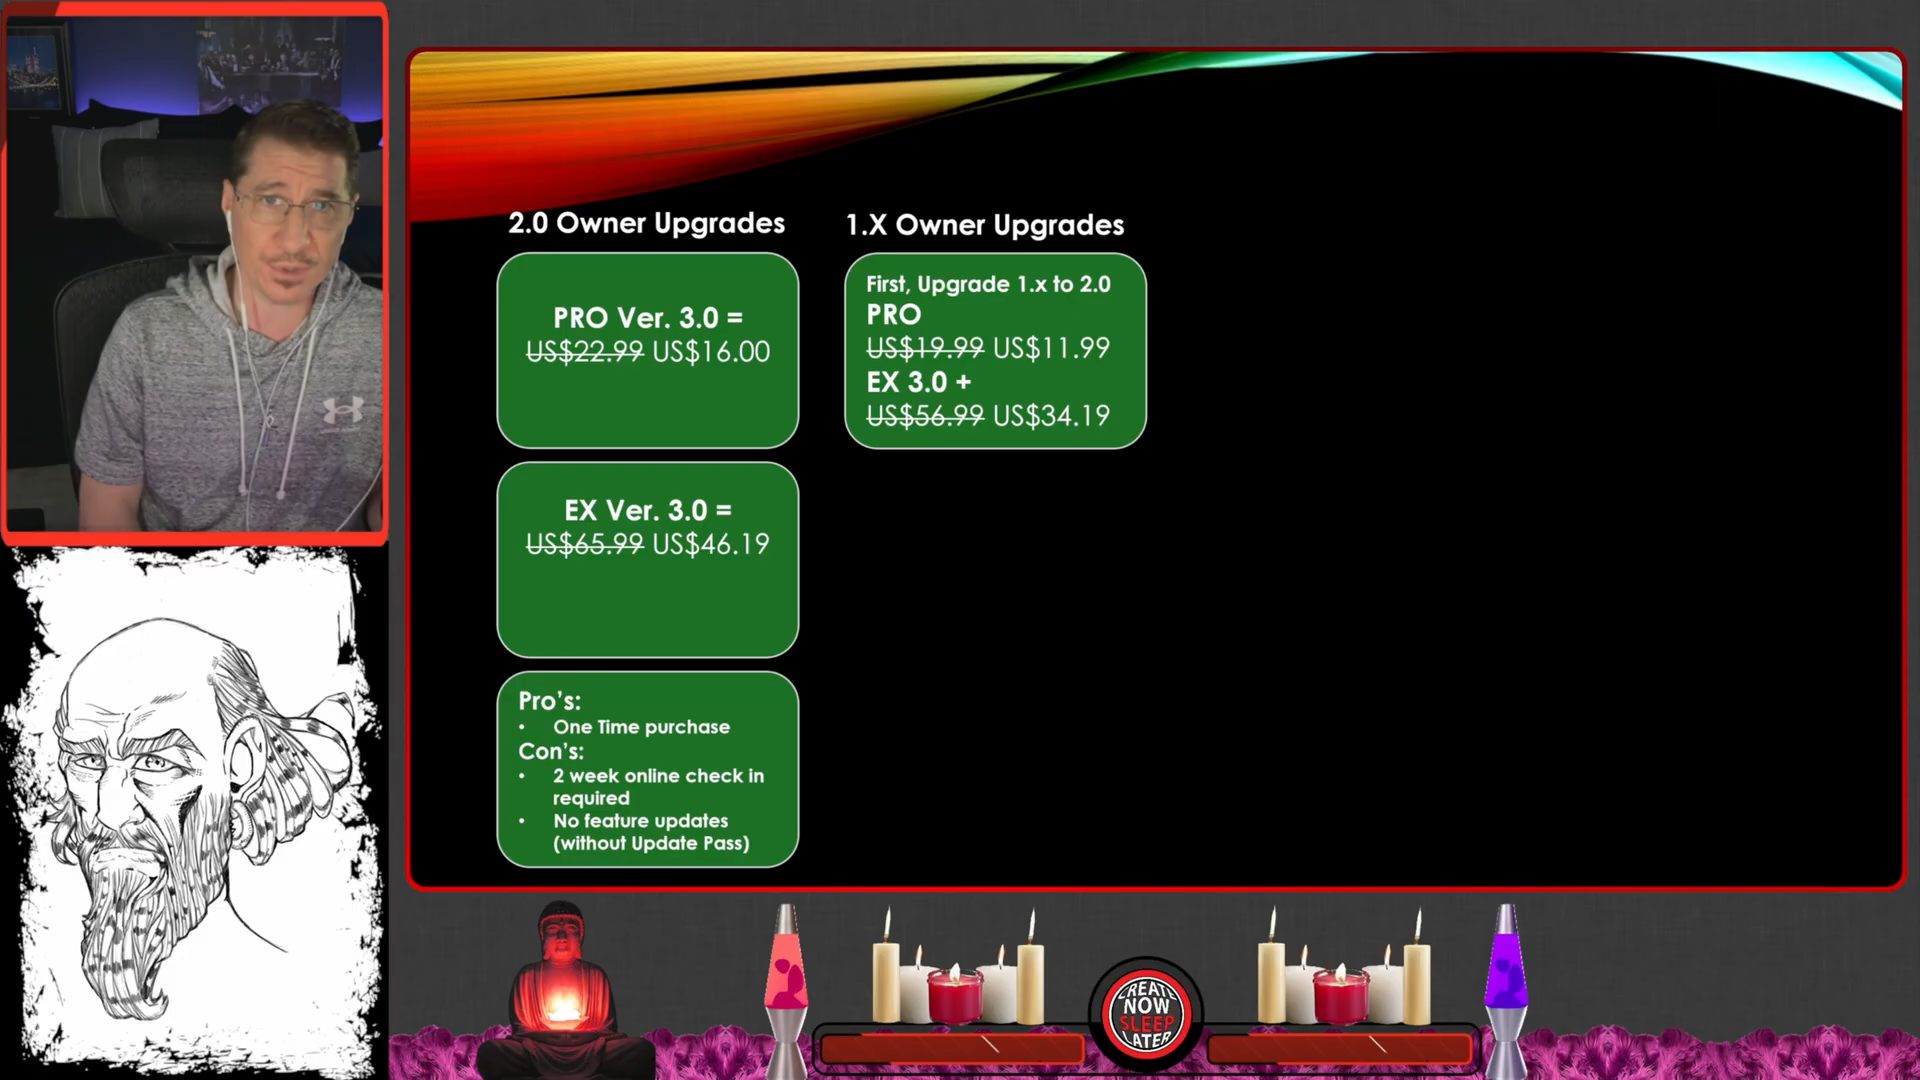 2.0 Owner Upgrades
PRO Ver. 3.0 =
US$22.99 US$16.00
EX Ver. 3.0 =
US$65.99 US$46.19
Pro's:
• One Time purchase
Con's:
• 2 week online check in
required
• No feature updates
(without Update Pass)
1.X Owner Upgrades
First, Upgrade 1.x to 2.0
PRO
US$19.99 US$11.99
EX 3.0 +
US$56.99 US$34.19
CREATE
NOW
SLEEP
LATER